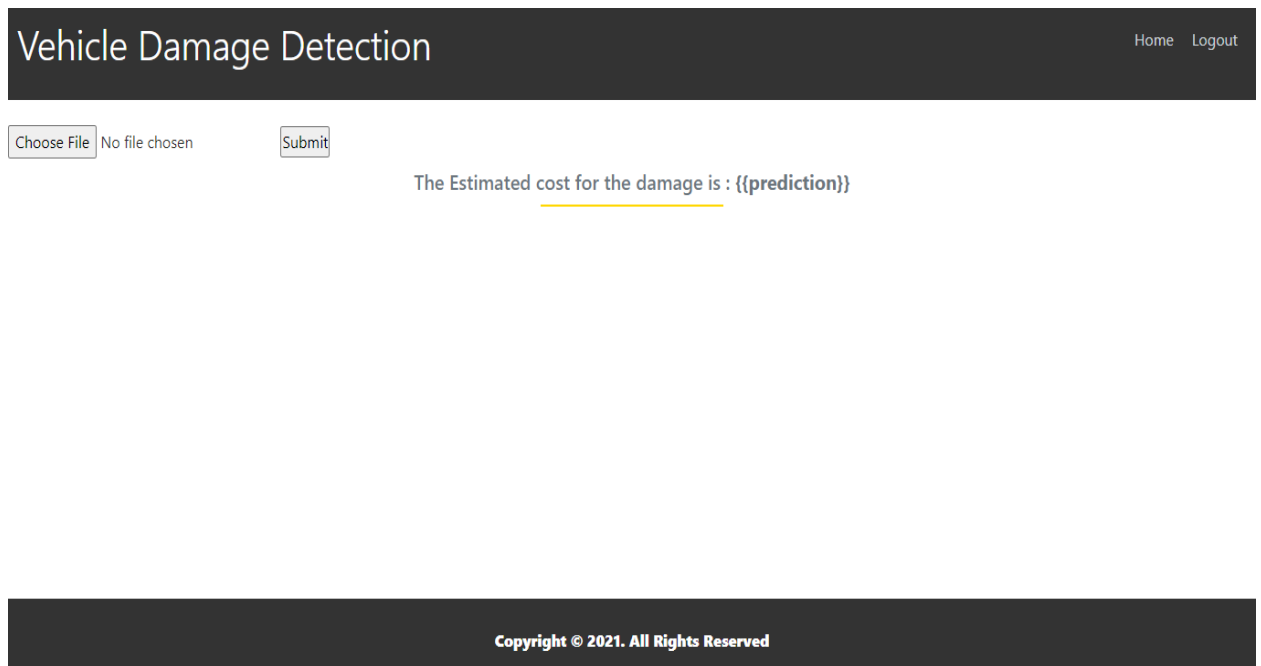 Vehicle Damage Detection
Home Logout
Choose File No file chosen Submit
The Estimated cost for the damage is : {{prediction}}
Copyright © 2021. All Rights Reserved